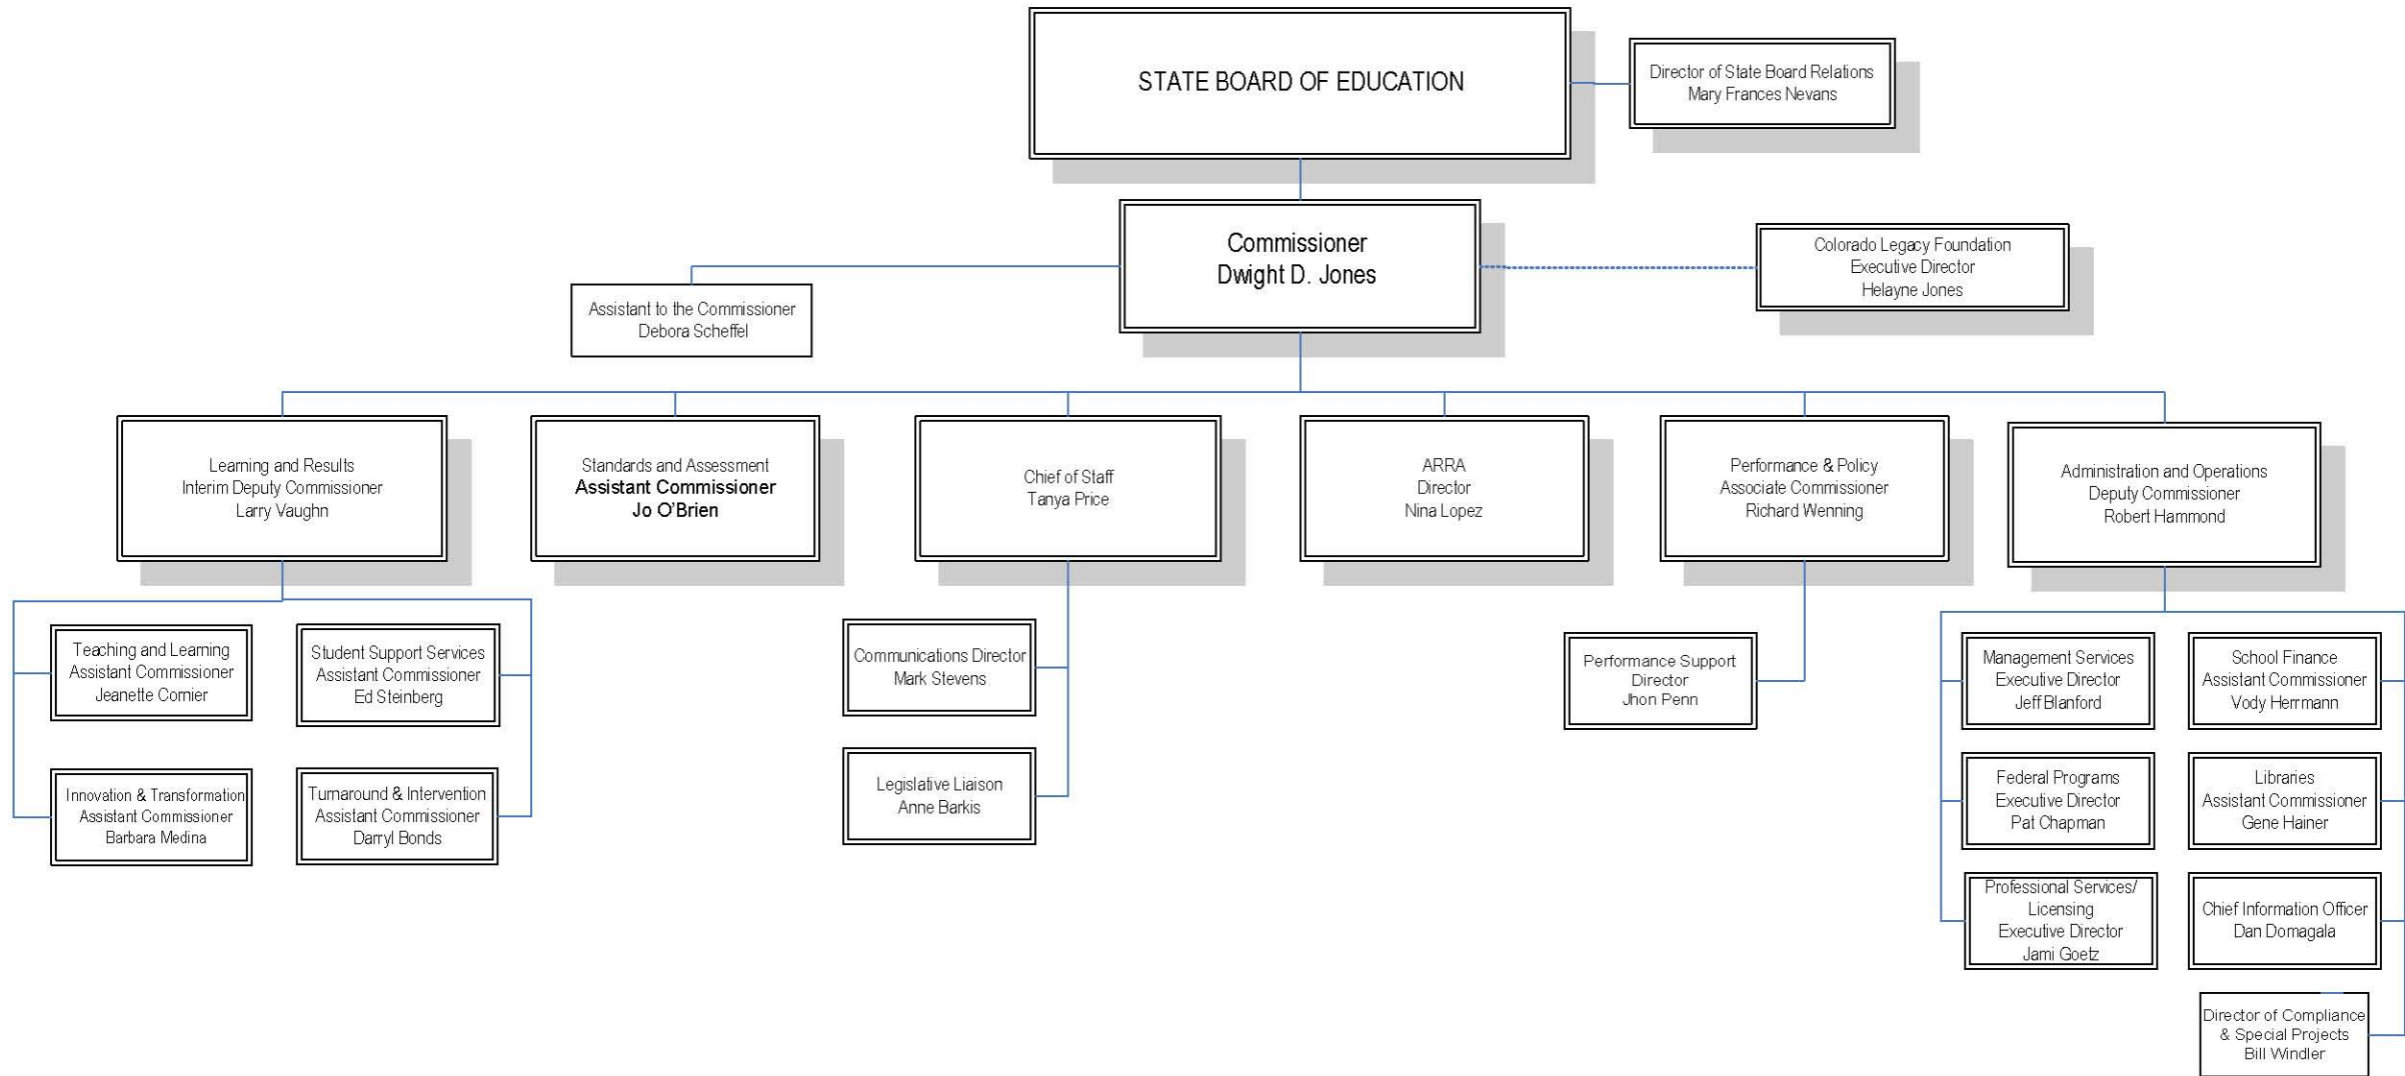 STATE BOARD OF EDUCATION
Director of State Board Relations
Mary Frances Nevans
Commissioner
Dwight D. Jones
Colorado Legacy Foundation
Executive Director
Helayne Jones
Assistant to the Commissioner
Debora Scheffel
Learning and Results
Interim Deputy Commissioner
Larry Vaughn
Standards and Assessment
Assistant Commissioner
Jo O'Brien
Chief of Staff
Tanya Price
ARRA
Director
Nina Lopez
Performance & Policy
Associate Commissioner
Richard Wenning
Administration and Operations
Deputy Commissioner
Robert Hammond
Teaching and Learning
Assistant Commissioner
Jeanette Cornier
Student Support Services
Assistant Commissioner
Ed Steinberg
Innovation & Transformation
Assistant Commissioner
Barbara Medina
Turnaround & Intervention
Assistant Commissioner
Darryl Bonds
Communications Director
Mark Stevens
Legislative Liaison
Anne Barkis
Performance Support
Director
Jhon Penn
Management Services
Executive Director
Jeff Blanford
School Finance
Assistant Commissioner
Vody Herrmann
Federal Programs
Executive Director
Pat Chapman
Libraries
Assistant Commissioner
Gene Hainer
Professional Services/
Licensing
Executive Director
Jami Goetz
Chief Information Officer
Dan Domagala
Director of Compliance
& Special Projects
Bill Windler